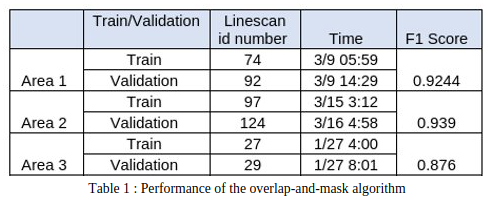 Train/Validation Linescan id number Time F1 Score
Train 74 3/9 05:59
Area 1 Validation 92 3/9 14:29 0.9244
Train 97 3/15 3:12
Area 2 Validation 124 3/16 4:58 0.939
Train 27 1/27 4:00
Area 3 Validation 29 1/27 8:01 0.876
Table 1 : Performance of the overlap-and-mask algorithm